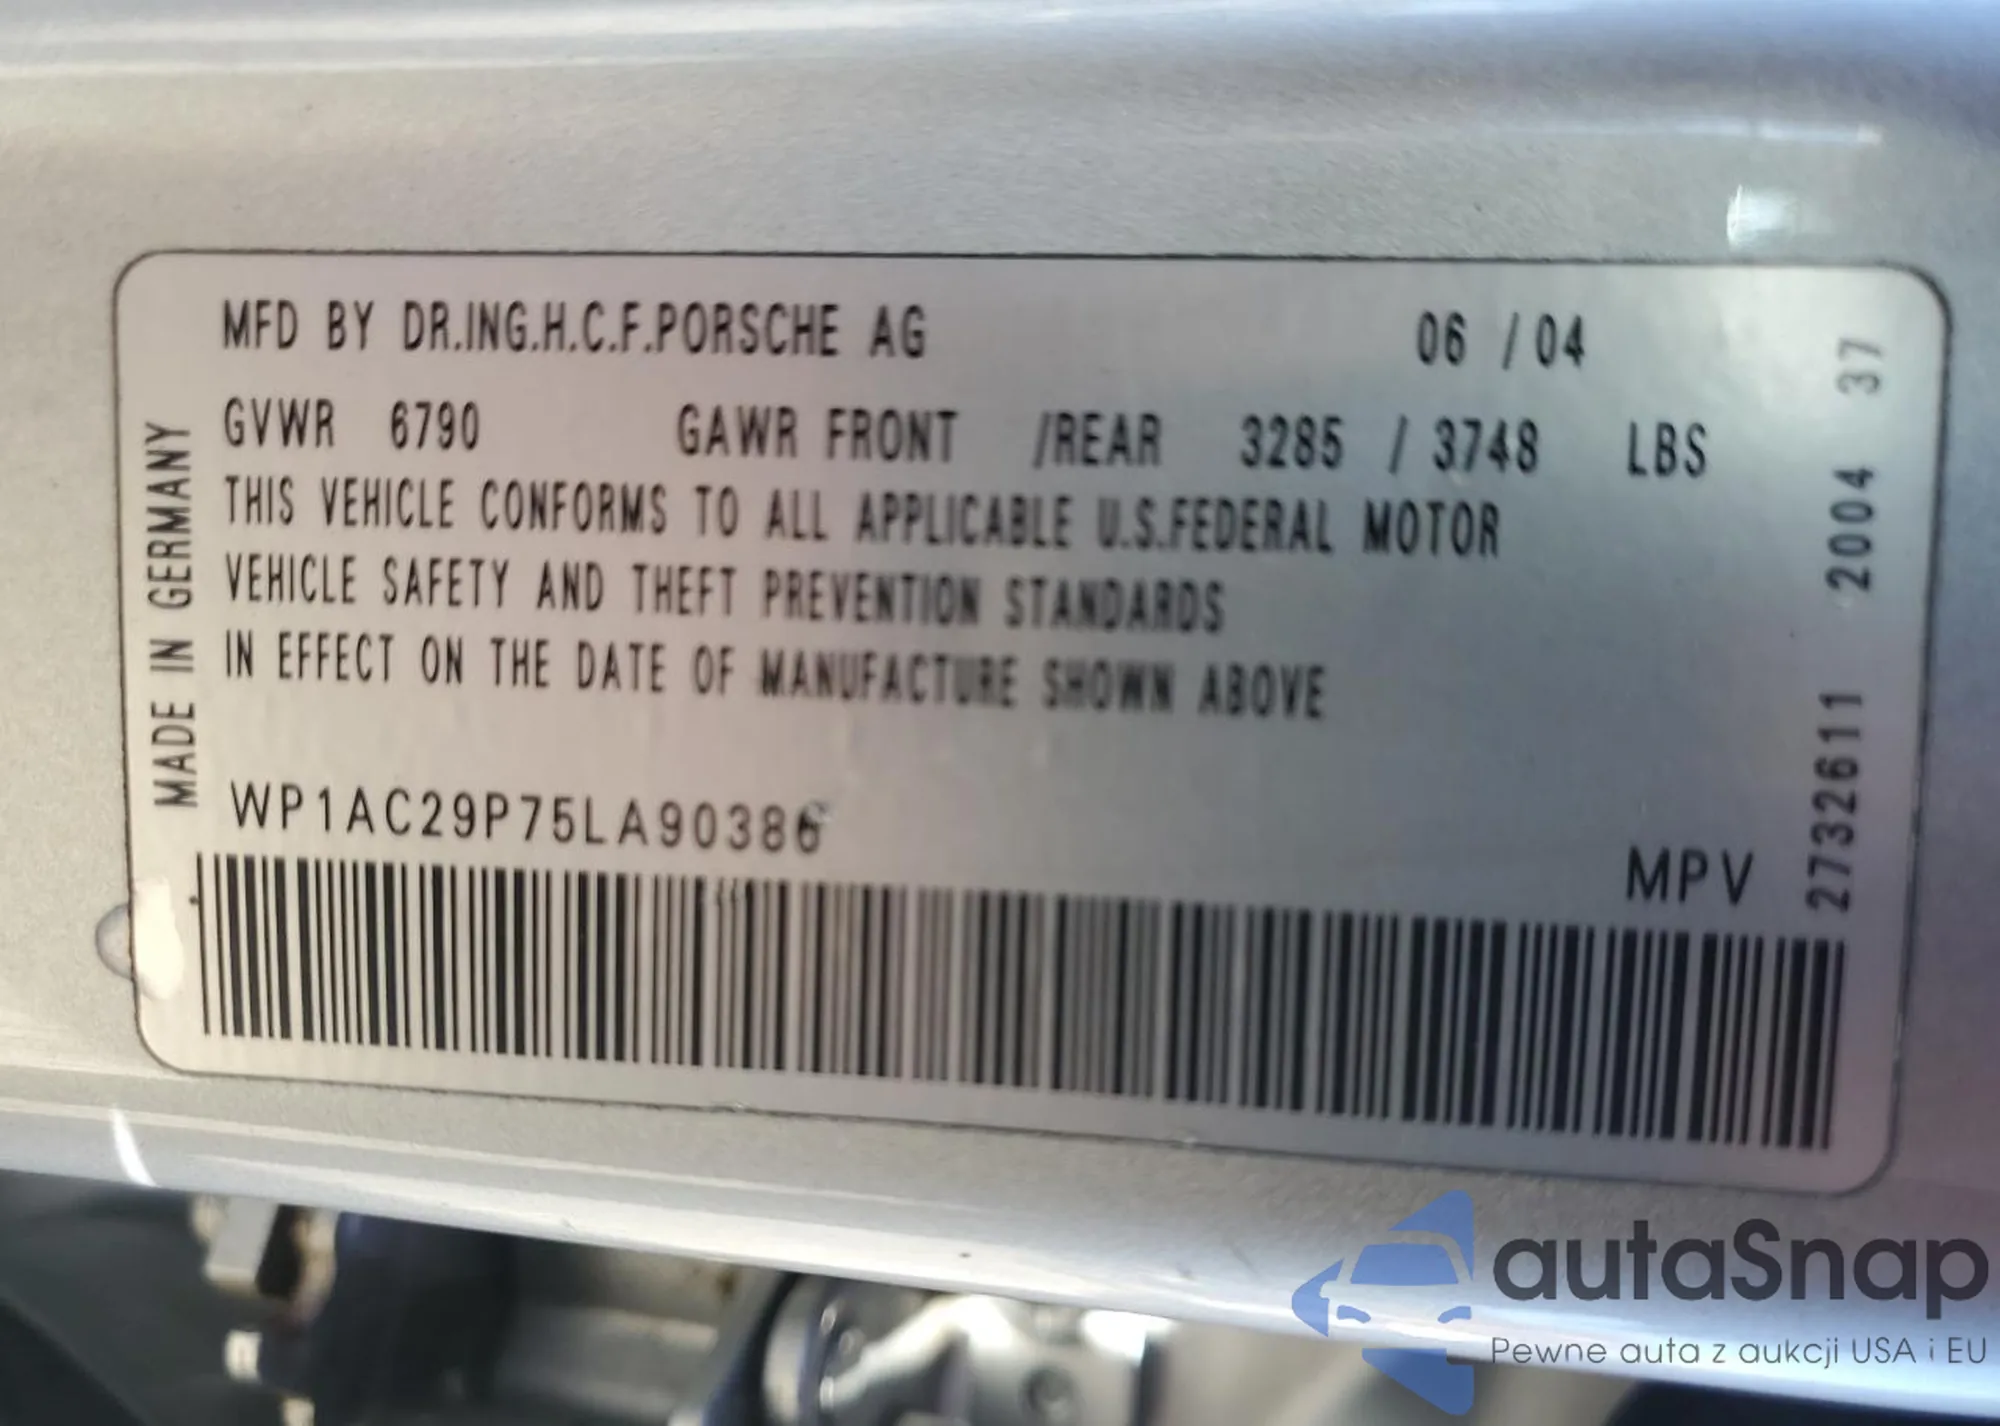 MFD BY DR.ING.H.C.F.PORSCHE AG 06 / 04
GVWR 6790 GAWR FRONT /REAR 3285 / 3748 LBS
THIS VEHICLE CONFORMS TO ALL APPLICABLE U.S.FEDERAL MOTOR
VEHICLE SAFETY AND THEFT PREVENTION STANDARDS
IN EFFECT ON THE DATE OF MANUFACTURE SHOWN ABOVE
WP1AC29P75LA90386
MPV
MADE IN GERMANY
2732611 2004 37
autaSnap
Pewne auta z aukcji USA i EU